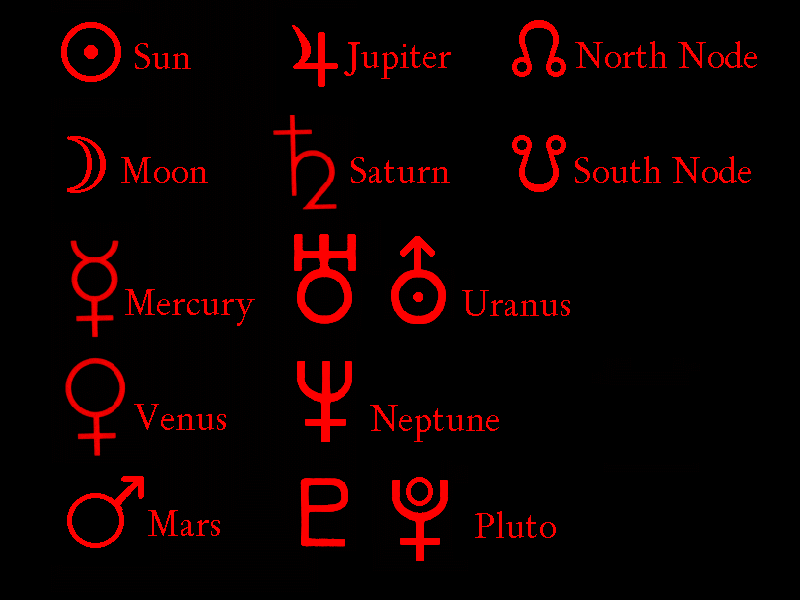 Sun
Jupiter
North Node
Moon
Saturn
South Node
Mercury
Uranus
Venus
Neptune
Mars
Pluto